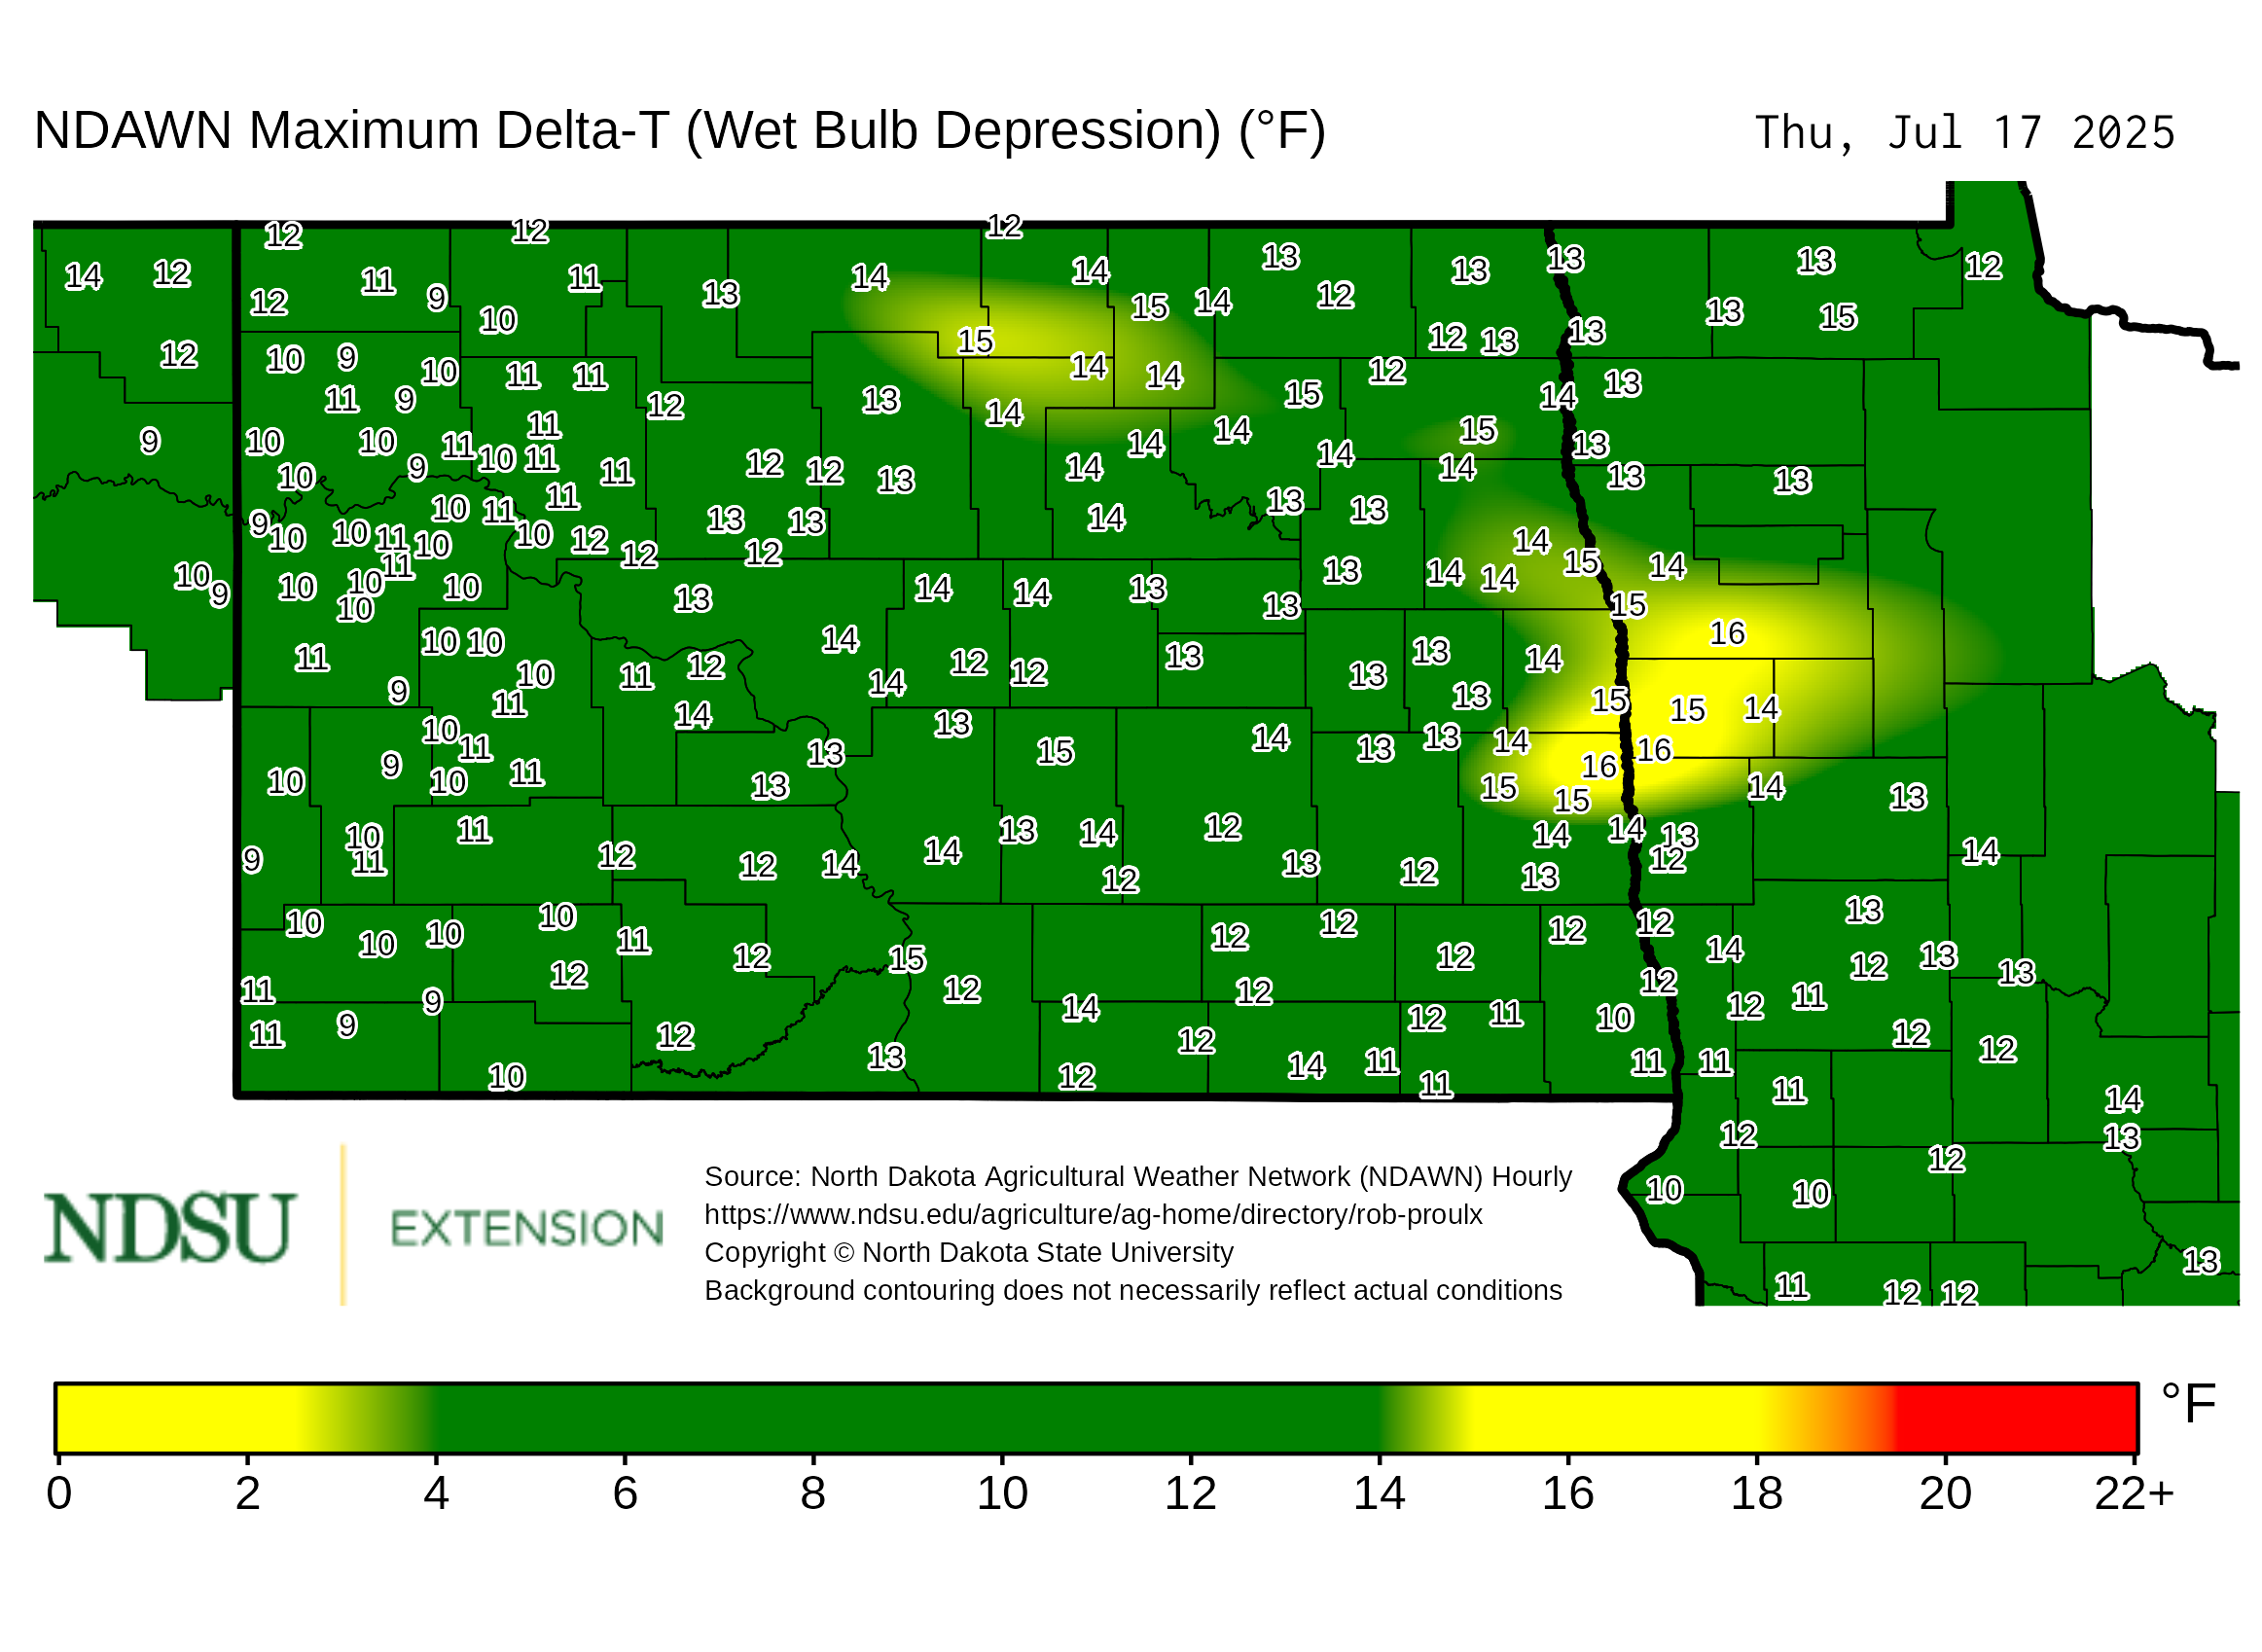 NDAWN Maximum Delta-T (Wet Bulb Depression) (°F)
Thu, Jul 17 2025
12 12 12
14 12 11 9 11 14 14 13 13 13 13 12
12 10 13 15 14 12 13 15
12 10 9 10 11 11 15 14 14 12 12 13 13
11 9 12 13 14 15 14 13
9 10 10 11 11 14 14 15 13
10 9 10 11 11 12 12 13 14 14 14 13 13
9 10 11 11 13 13 14 13 13
10 10 11 10 10 12 12 12 14 15 14
10 9 10 10 11 10 13 14 14 13 13 13 14 14 15
10 10 10 14 16
11 10 11 12 14 12 12 13 13 13 14
9 11 14 13 15 15 14
10 11 13 13 15 14 13 13 14 16
10 9 10 11 13 15 16 15 14 13
10 11 11 12 12 14 14 13 14 12 13 14 14 13
9 12 12 13 12 14
10 10 10 10 11 12 12 12 12 12 14 13
11 9 12 12 15 12 12 12 12 12 11 13 13
11 9 10 12 13 14 12 12 14 11 12 11 11 10 11 11 12 12
12 11 14
12 13
10 10 12
11 12 12 13
NDSU
EXTENSION
Source: North Dakota Agricultural Weather Network (NDAWN) Hourly
https://www.ndsu.edu/agriculture/ag-home/directory/rob-proulx
Copyright © North Dakota State University
Background contouring does not necessarily reflect actual conditions
°F
0 2 4 6 8 10 12 14 16 18 20 22+